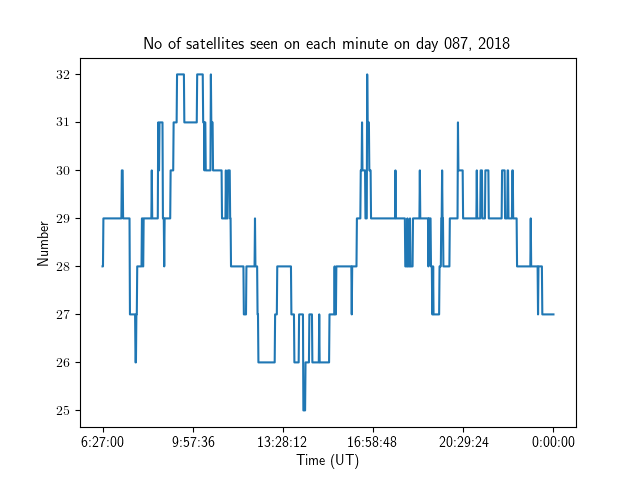 No of satellites seen on each minute on day 087, 2018
32
31
30
29
28
27
26
25
Number
6:27:00 9:57:36 13:28:12 16:58:48 20:29:24 0:00:00
Time (UT)